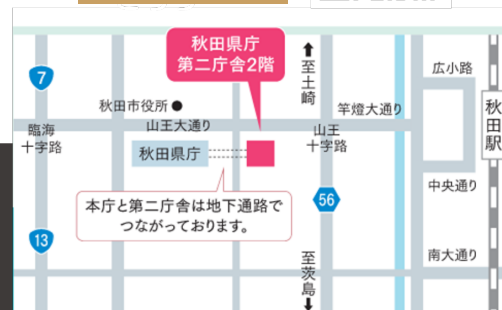 秋田県庁
第二庁舎2階
至土崎
広小路
7
秋田市役所
竿燈大通り
山王大通り
臨海
十字路
秋田県庁
山王
十字路
秋田駅
中央通り
本庁と第二庁舎は地下通路で
つながっております。
56
13
南大通り
至茨島